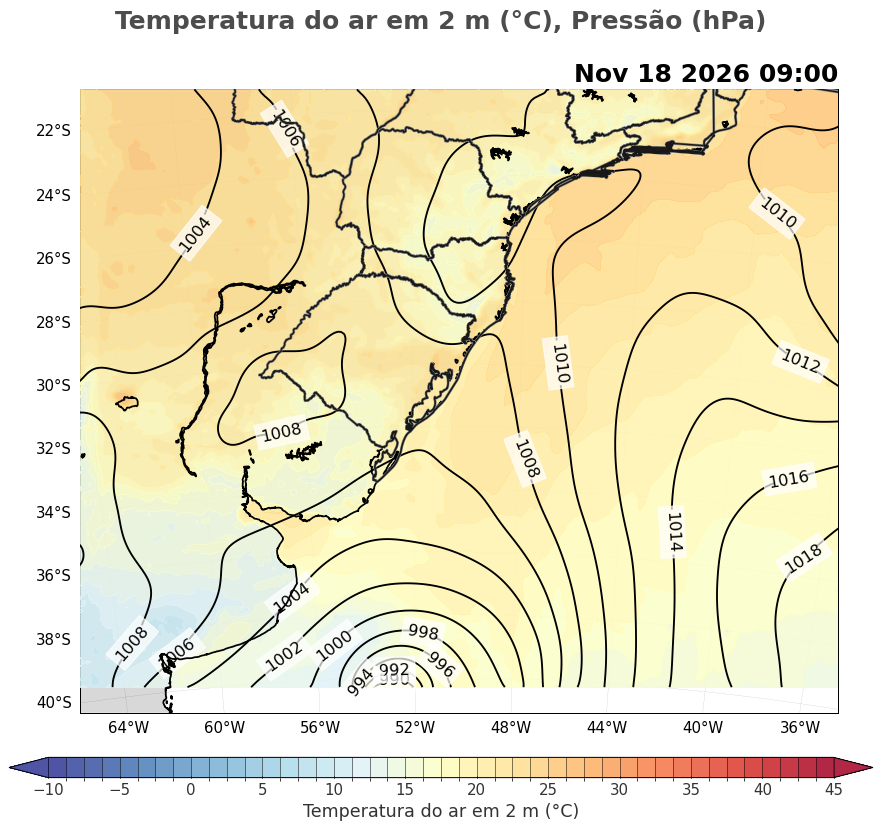 Temperatura do ar em 2 m (°C), Pressão (hPa)
Nov 18 2026 09:00
22°S
24°S
26°S
28°S
30°S
32°S
34°S
36°S
38°S
40°S
1006
1004
1010
1012
1010
1008
1008
1016
1014
1018
1004
1008
1006
1002
1000
998
996
994
992
990
64°W
60°W
56°W
52°W
48°W
44°W
40°W
36°W
−10
−5
0
5
10
15
20
25
30
35
40
45
Temperatura do ar em 2 m (°C)